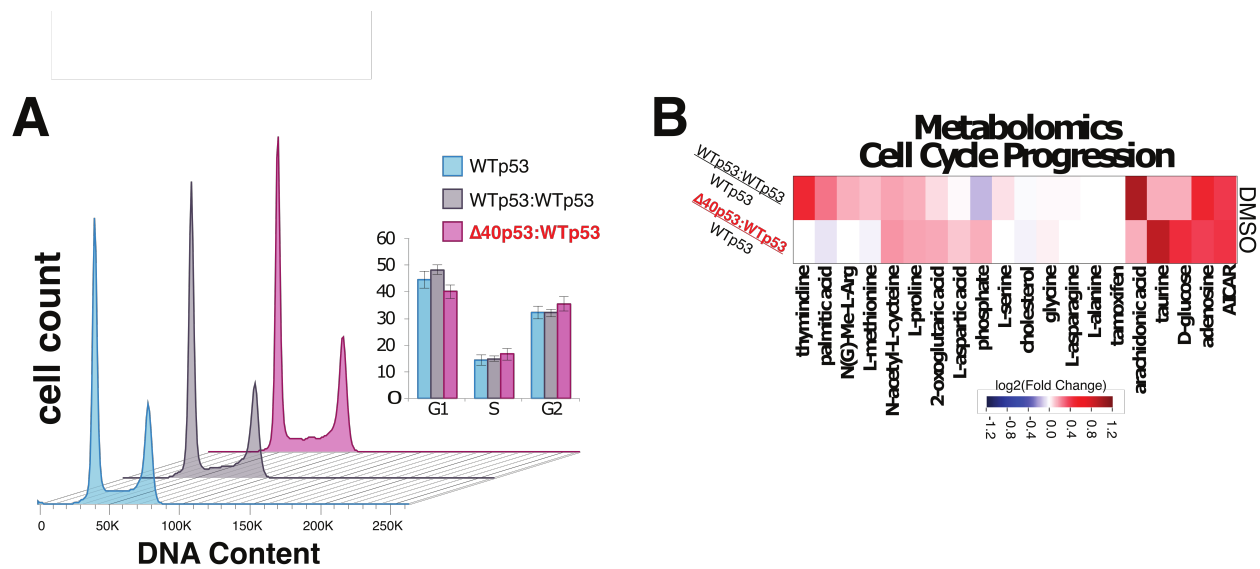 A
WTp53
WTp53:WTp53
Δ40p53:WTp53
60
50
40
30
20
10
0
G1
S
G2
cell count
0
50K
100K
150K
200K
250K
DNA Content
B
Metabolomics
Cell Cycle Progression
WTp53:WTp53
WTp53
Δ40p53:WTp53
WTp53
DMSO
thymindine
palmitic acid
N(G)-Me-L-Arg
L-methionine
N-acetyl-L-cysteine
L-proline
2-oxoglutaric acid
L-aspartic acid
phosphate
L-serine
cholesterol
glycine
L-asparagine
L-alanine
tamoxifen
arachidonic acid
taurine
D-glucose
adenosine
AICAR
log2(Fold Change)
-1.2
-0.8
-0.4
0.0
0.4
0.8
1.2